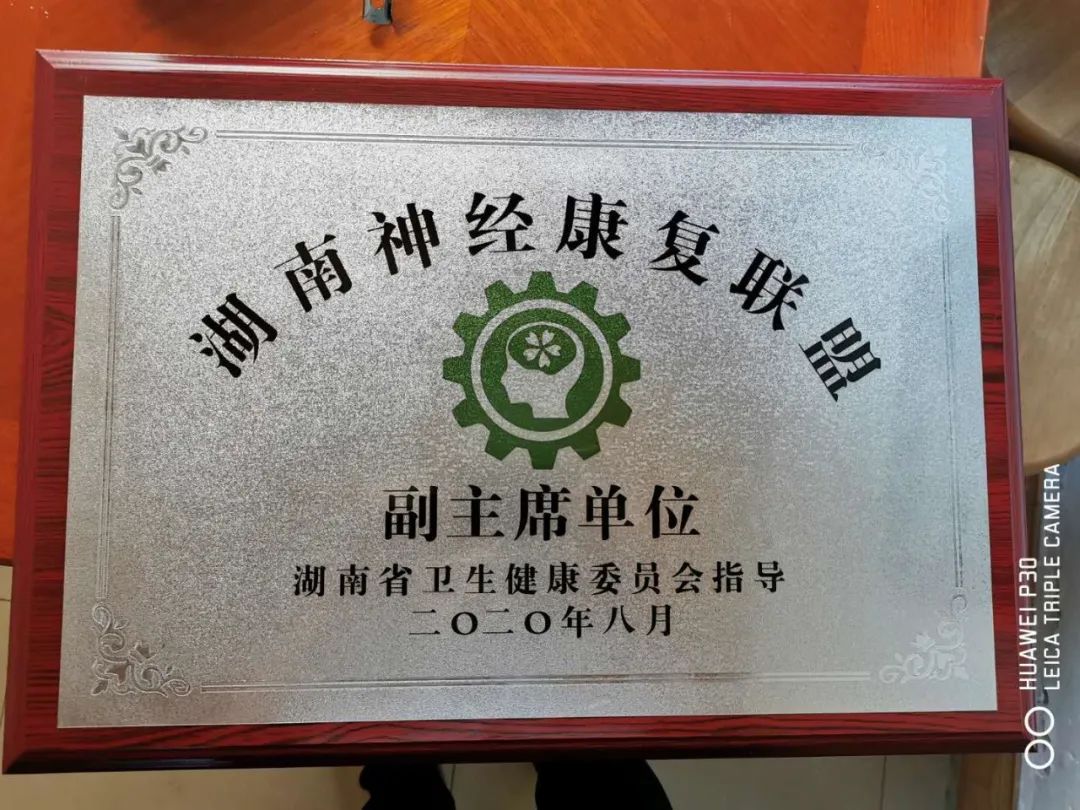 湖南神经康复联盟
副主席单位
湖南省卫生健康委员会指导
二〇二〇年八月
HUAWEI P30
LEICA TRIPLE CAMERA